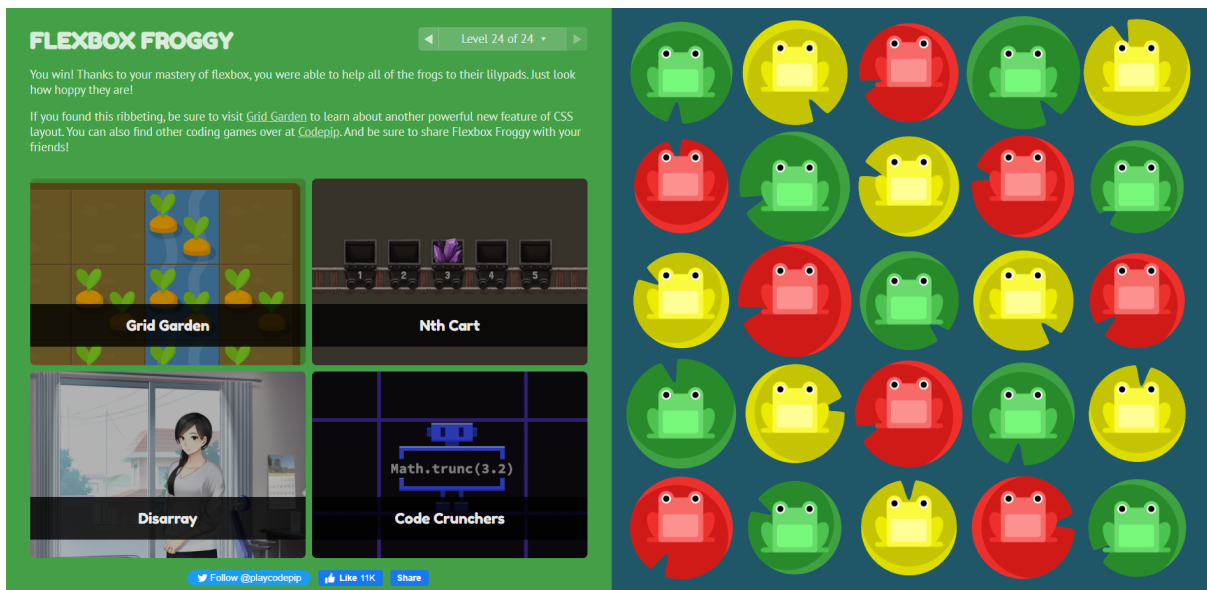 FLEXBOX FROGGY
◀ Level 24 of 24 ▾ ▶
You win! Thanks to your mastery of flexbox, you were able to help all of the frogs to their lilypads. Just look
how hoppy they are!
If you found this ribbeting, be sure to visit Grid Garden to learn about another powerful new feature of CSS
layout. You can also find other coding games over at Codepip. And be sure to share Flexbox Froggy with your
friends!
1 2 3 4 5
Grid Garden
Nth Cart
Math.trunc(3.2)
Disarray
Code Crunchers
Follow @playcodepip Like 11K Share